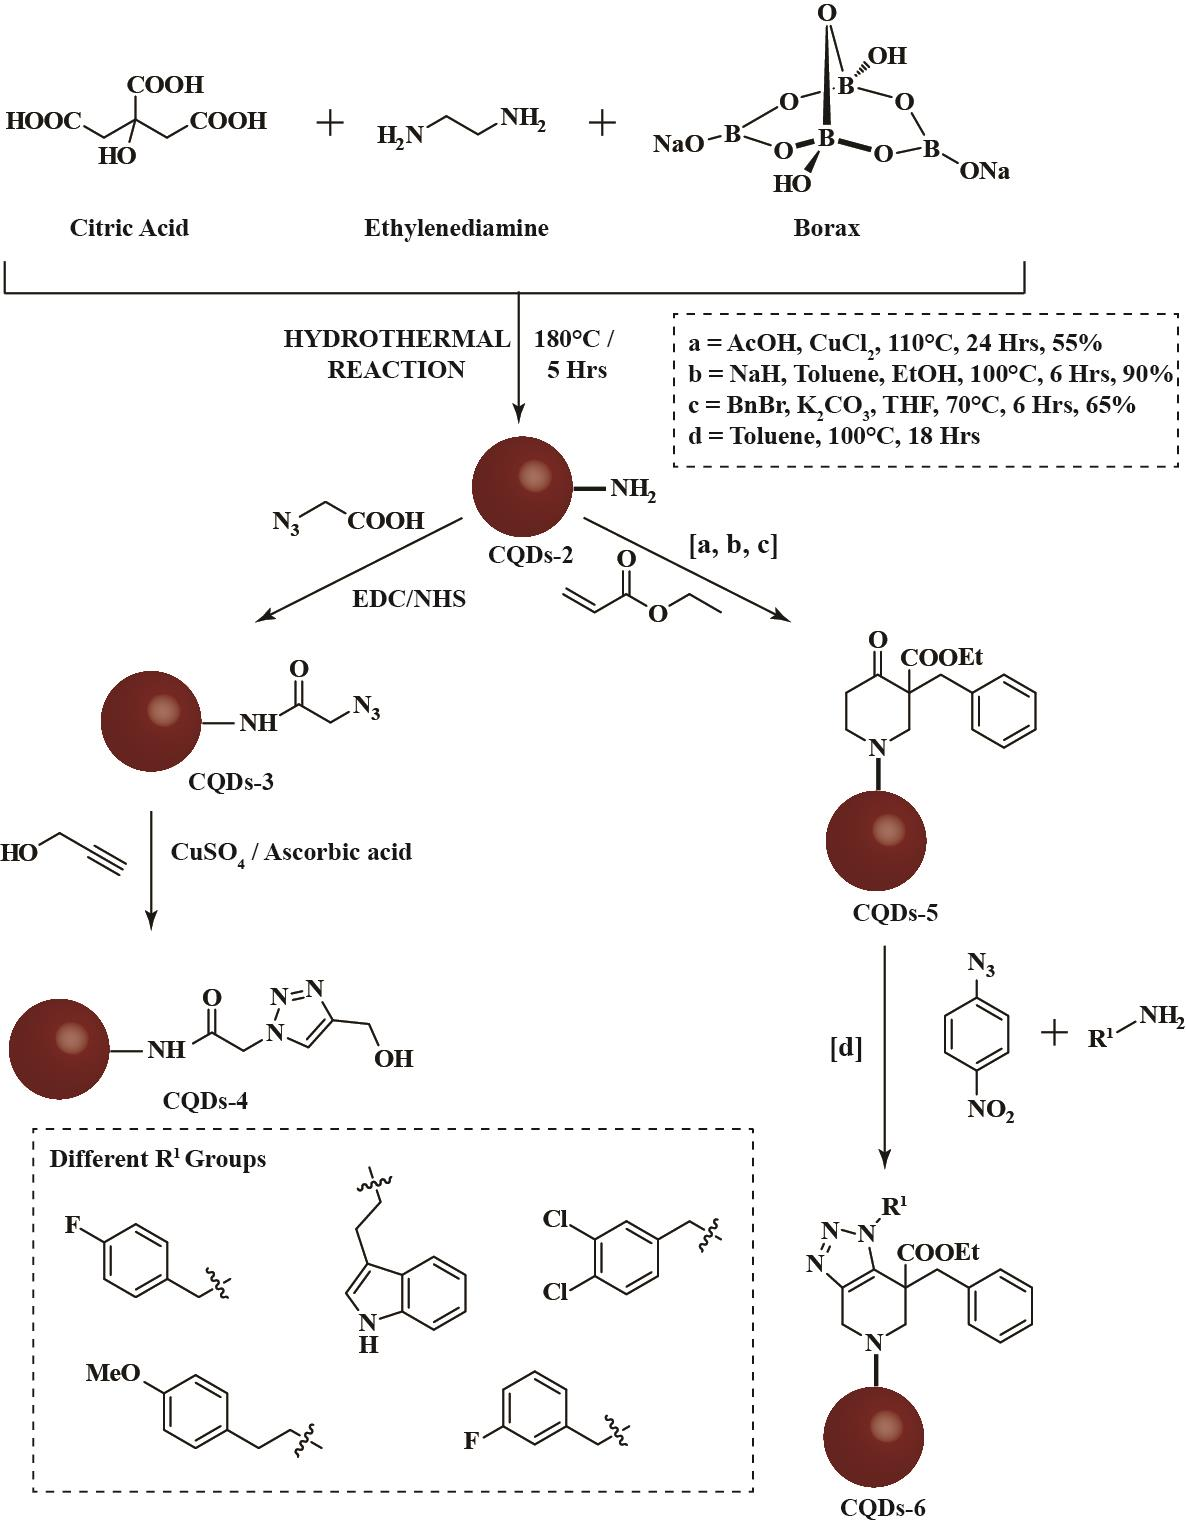 O
COOH
OH
B
HOOC
COOH
O
O
NH₂
H₂N
HO
NaO
B
O
B
O
B
ONa
HO
Citric Acid
Ethylenediamine
Borax
HYDROTHERMAL
REACTION
180°C /
5 Hrs
a = AcOH, CuCl₂, 110°C, 24 Hrs, 55%
b = NaH, Toluene, EtOH, 100°C, 6 Hrs, 90%
c = BnBr, K₂CO₃, THF, 70°C, 6 Hrs, 65%
d = Toluene, 100°C, 18 Hrs
NH₂
CQDs-2
N₃
COOH
EDC/NHS
[a, b, c]
O
O
O
NH
N₃
CQDs-3
O
COOEt
N
CQDs-5
HO
CuSO₄ / Ascorbic acid
O
NH
N
N
N
OH
CQDs-4
[d]
N₃
NO₂
+
R¹
NH₂
Different R¹ Groups
F
N
H
Cl
Cl
MeO
F
R¹
N
N
N
COOEt
N
CQDs-6